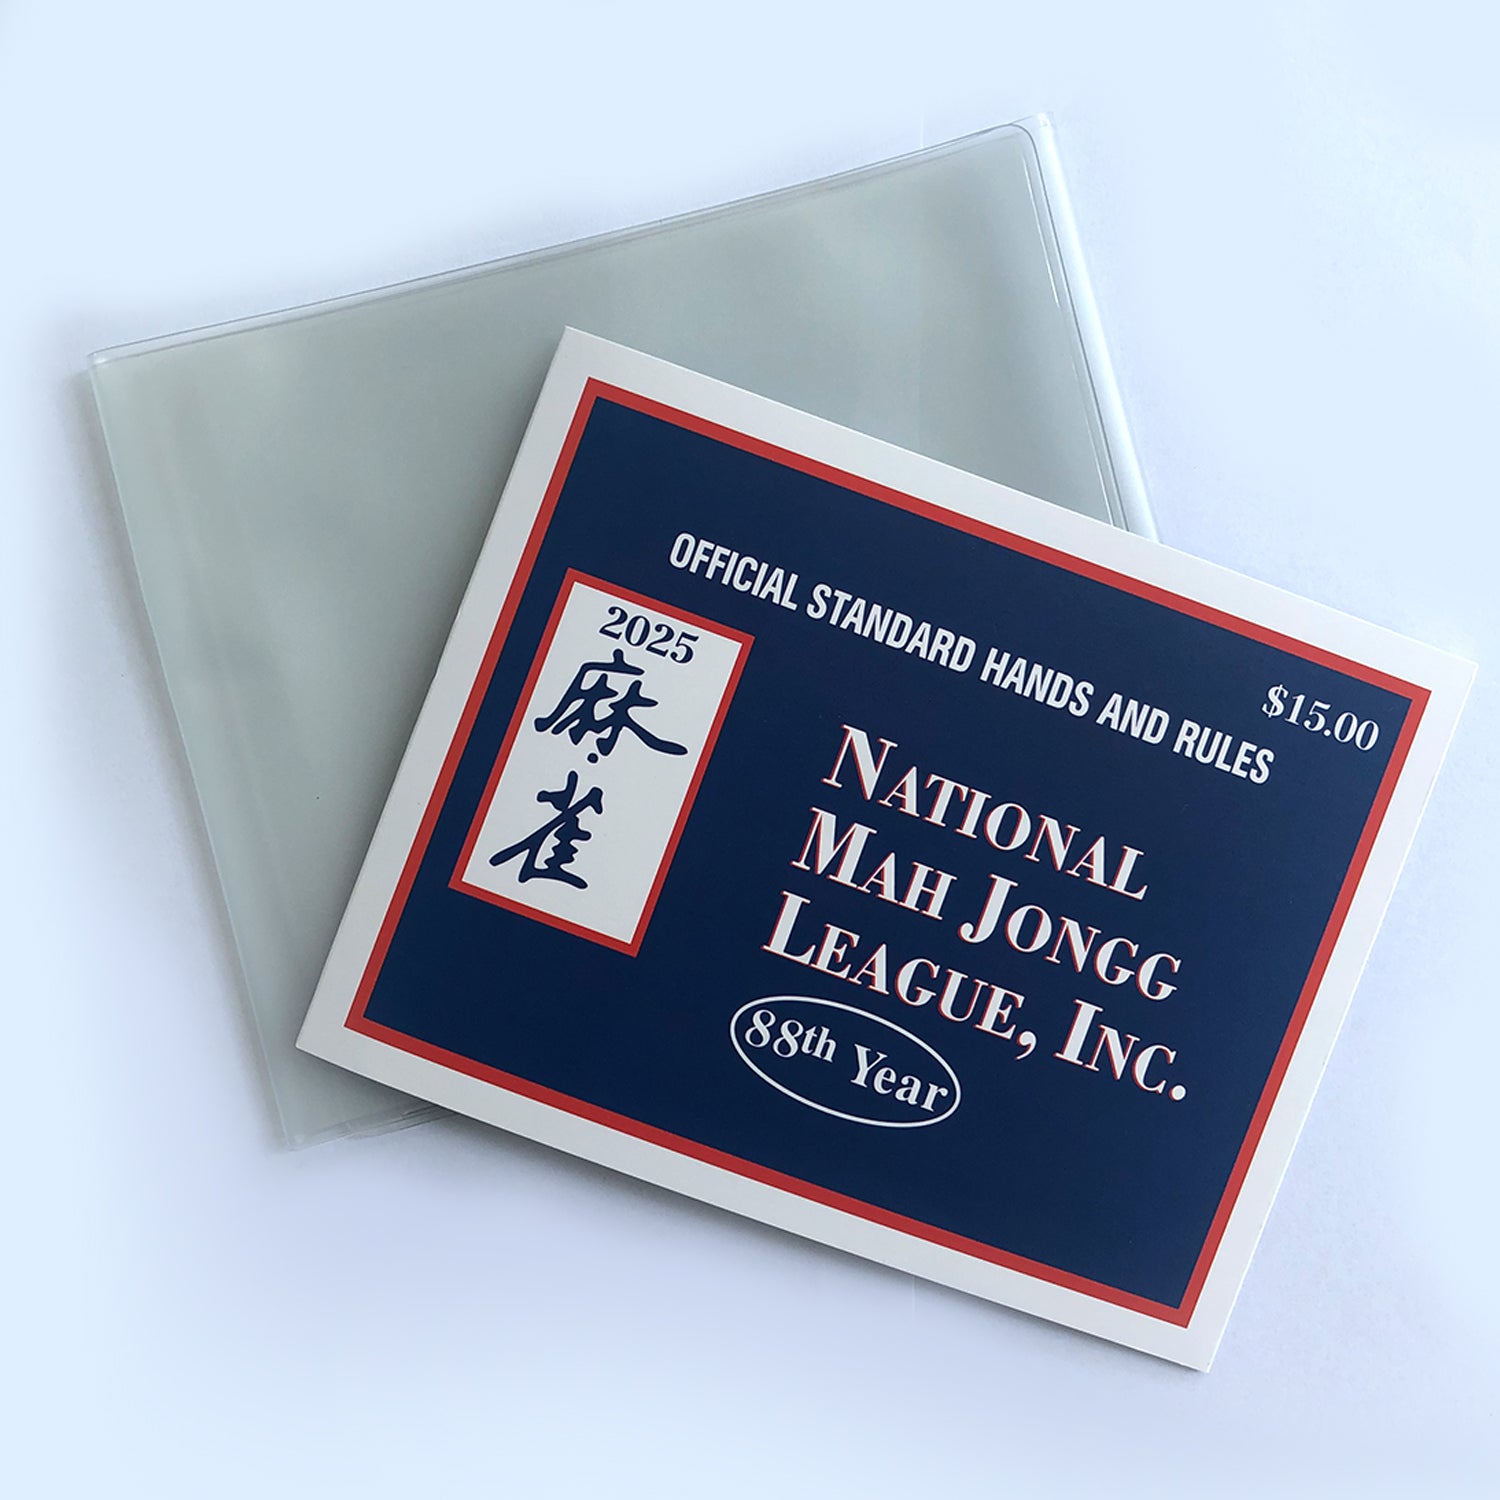 OFFICIAL STANDARD HANDS AND RULES
$15.00
2025
麻
雀
NATIONAL
MAH JONGG
LEAGUE, INC.
88th Year